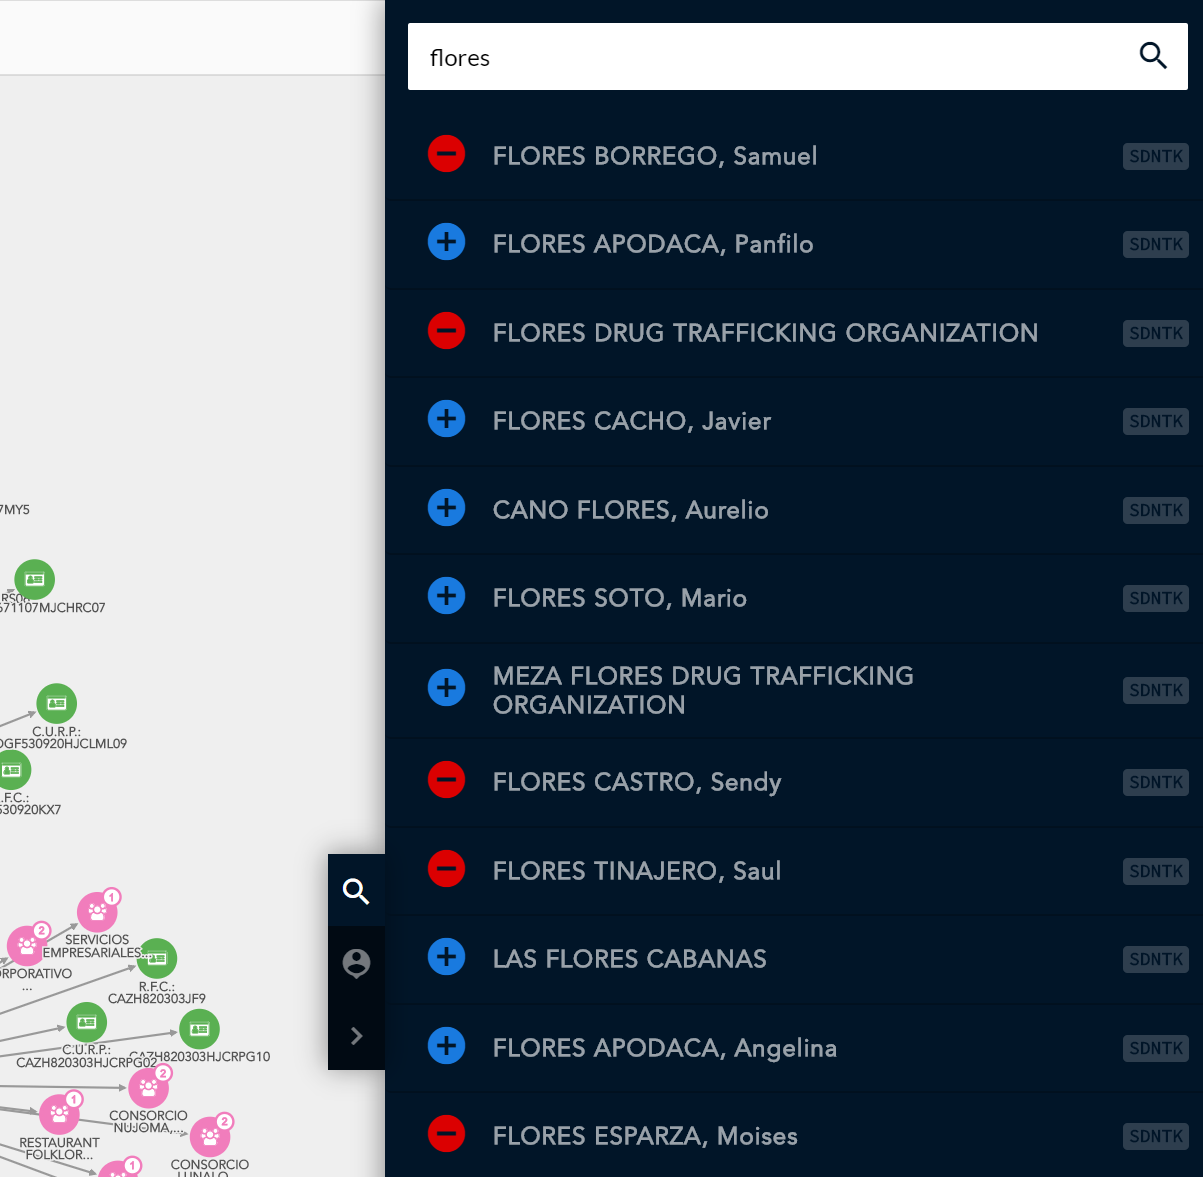 flores
FLORES BORREGO, Samuel SDNTK
FLORES APODACA, Panfilo SDNTK
FLORES DRUG TRAFFICKING ORGANIZATION SDNTK
FLORES CACHO, Javier SDNTK
CANO FLORES, Aurelio SDNTK
FLORES SOTO, Mario SDNTK
MEZA FLORES DRUG TRAFFICKING
ORGANIZATION SDNTK
FLORES CASTRO, Sendy SDNTK
FLORES TINAJERO, Saul SDNTK
LAS FLORES CABANAS SDNTK
FLORES APODACA, Angelina SDNTK
FLORES ESPARZA, Moises SDNTK
7MY5
671107MJCHRC07
C.U.R.P.:
OGF530920HJCLML09
.F.C.:
530920KX7
1
2
SERVICIOS
EMPRESARIALES...
RPORATIVO
...
R.F.C.:
CAZH820303JF9
C.U.R.P.:
CAZH820303HJCRPG02
CAZH820303HJCRPG10
2
CONSORCIO
NUJOMA,...
1
RESTAURANT
FOLKLOR...
2
CONSORCIO
LUNALO
1